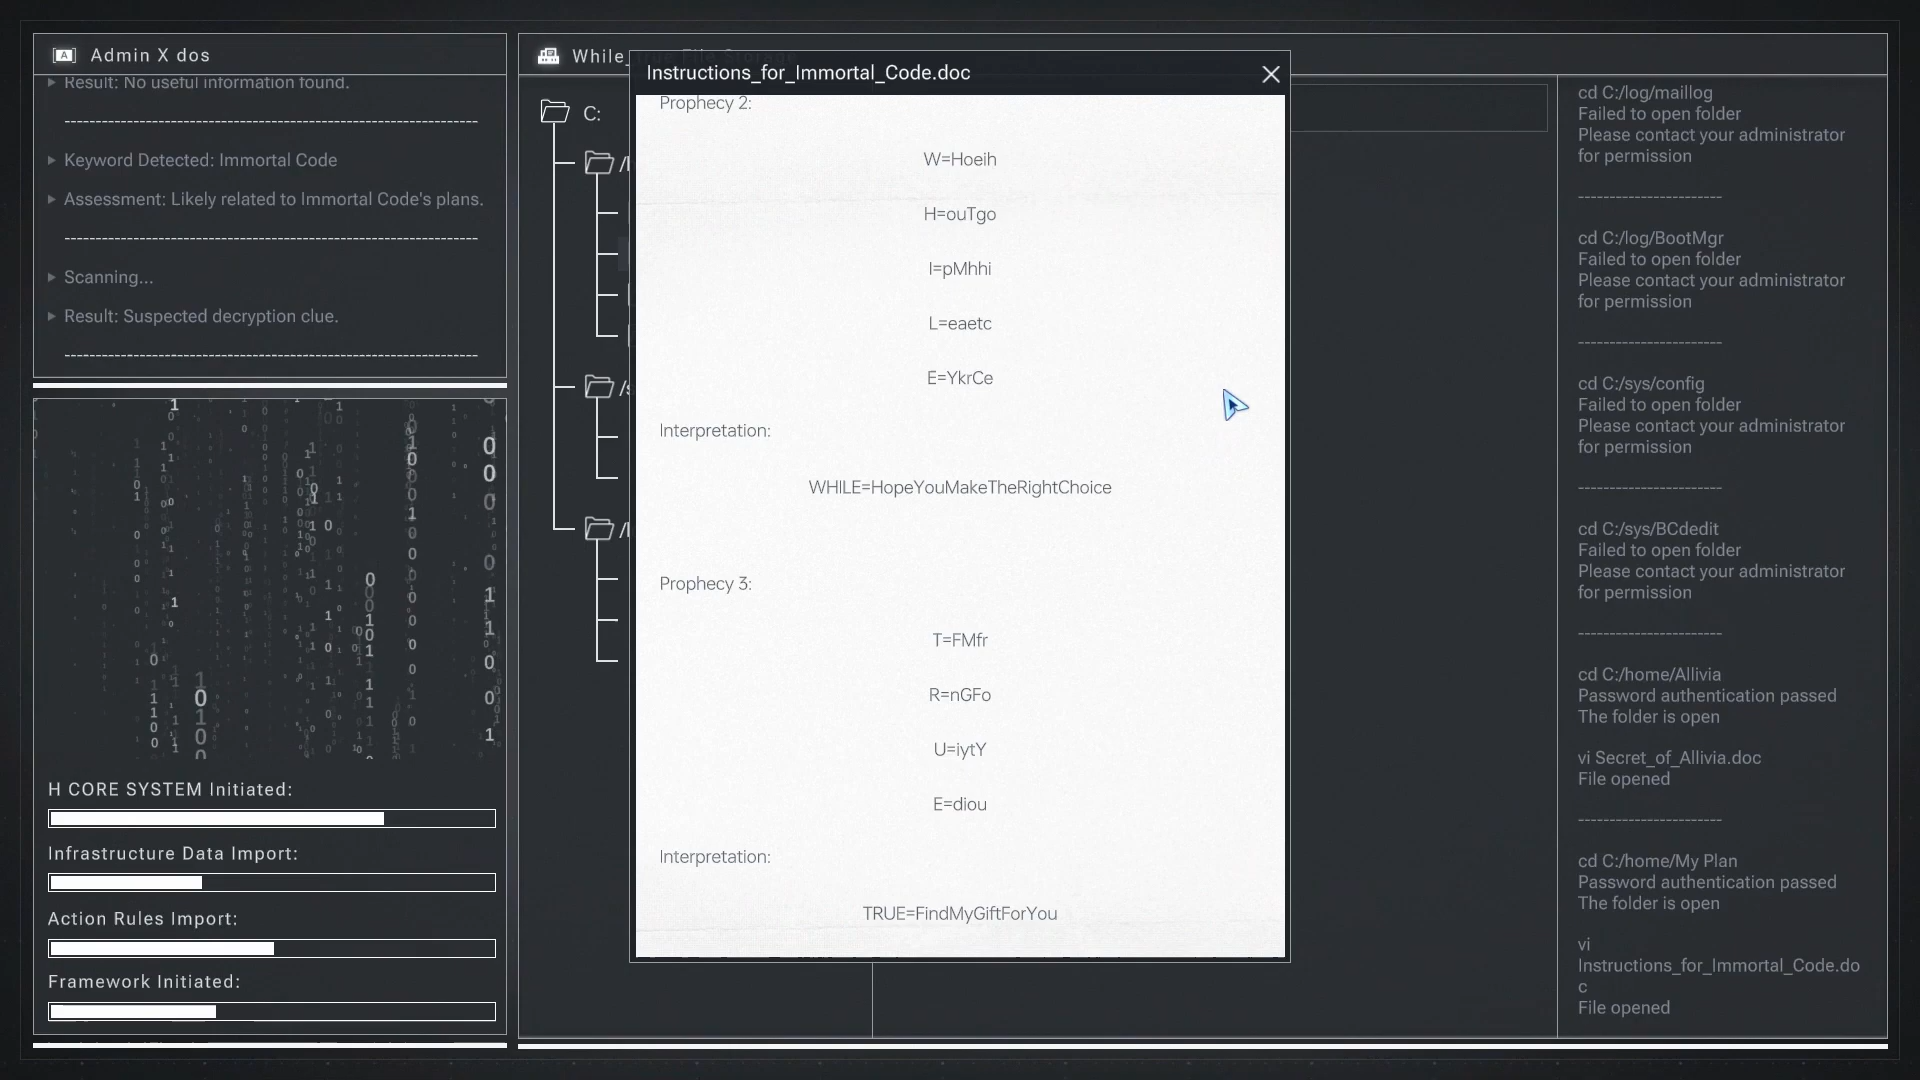 Admin X dos
Result: No useful information found.
---------------------------------------------------------------------
Keyword Detected: Immortal Code
Assessment: Likely related to Immortal Code's plans.
---------------------------------------------------------------------
Scanning...
Result: Suspected decryption clue.
---------------------------------------------------------------------
H CORE SYSTEM Initiated:
Infrastructure Data Import:
Action Rules Import:
Framework Initiated:
While_True File Storage
C:
Instructions_for_Immortal_Code.doc
Prophecy 2:
W=Hoeih
H=ouTgo
I=pMhhi
L=eaetc
E=YkrCe
Interpretation:
WHILE=HopeYouMakeTheRightChoice
Prophecy 3:
T=FMfr
R=nGFo
U=iytY
E=diou
Interpretation:
TRUE=FindMyGiftForYou
cd C:/log/maillog
Failed to open folder
Please contact your administrator
for permission
------------------------
cd C:/log/BootMgr
Failed to open folder
Please contact your administrator
for permission
------------------------
cd C:/sys/config
Failed to open folder
Please contact your administrator
for permission
------------------------
cd C:/sys/BCdedit
Failed to open folder
Please contact your administrator
for permission
------------------------
cd C:/home/Allivia
Password authentication passed
The folder is open
vi Secret_of_Allivia.doc
File opened
------------------------
cd C:/home/My Plan
Password authentication passed
The folder is open
vi
Instructions_for_Immortal_Code.do
c
File opened